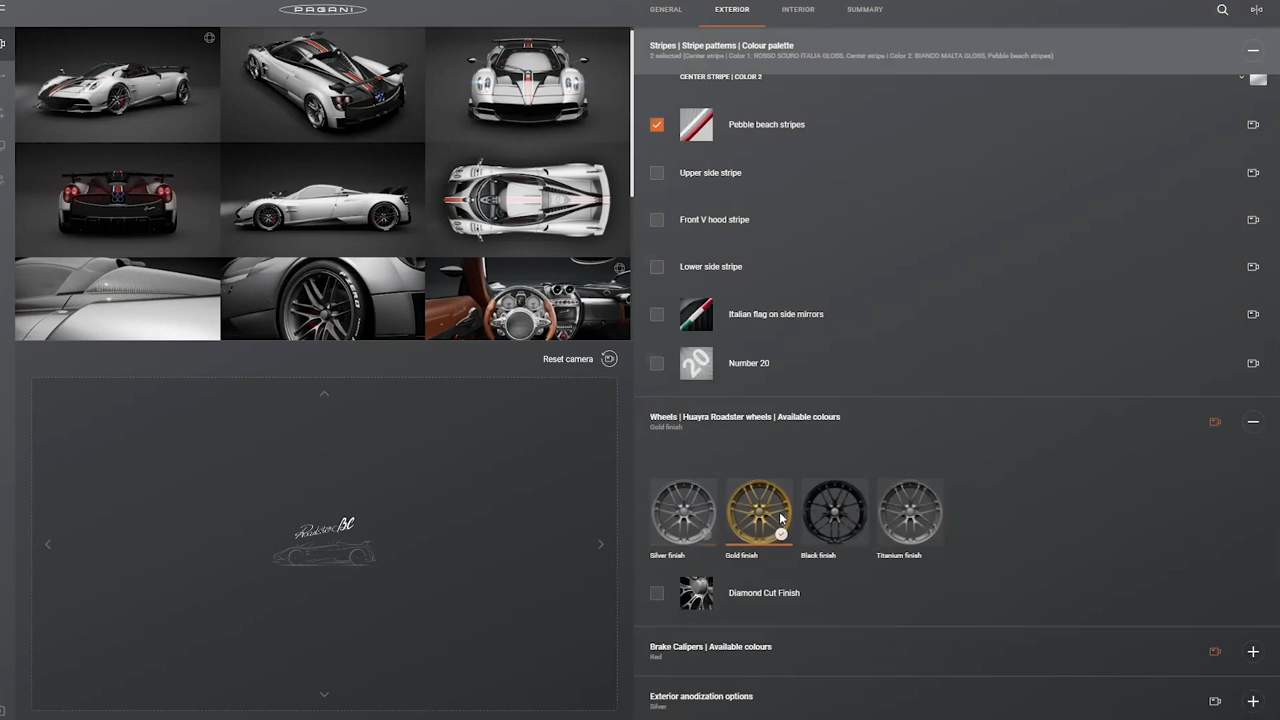 PAGANI
GENERAL
EXTERIOR
INTERIOR
SUMMARY
Stripes | Stripe patterns | Colour palette
2 selected (Center stripe | Color 1: ROSSO SCURO ITALIA GLOSS, Center stripe | Color 2: BIANCO MALTA GLOSS, Pebble beach stripes)
CENTER STRIPE | COLOR 2
Pebble beach stripes
Upper side stripe
Front V hood stripe
Lower side stripe
Italian flag on side mirrors
20
Number 20
P ZERO
Reset camera
Roadster BC
Wheels | Huayra Roadster wheels | Available colours
Gold finish
Silver finish
Gold finish
Black finish
Titanium finish
Diamond Cut Finish
Brake Calipers | Available colours
Red
Exterior anodization options
Silver